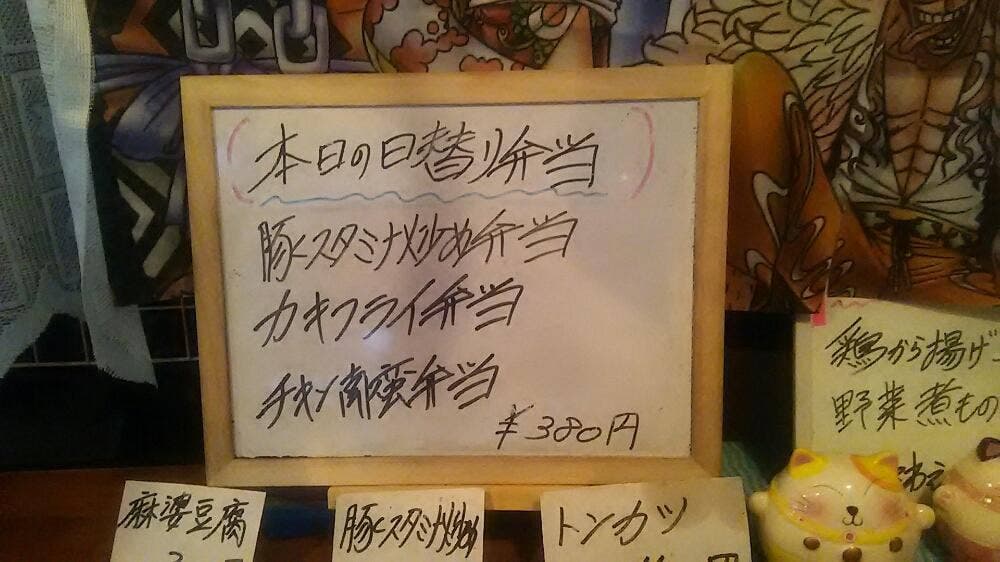 本日の日替り弁当
豚スタミナ炒め弁当
カキフライ弁当
チキン南蛮弁当
¥380円
鶏から揚げ
野菜煮もの
麻婆豆腐
豚スタミナ炒め
トンカツ